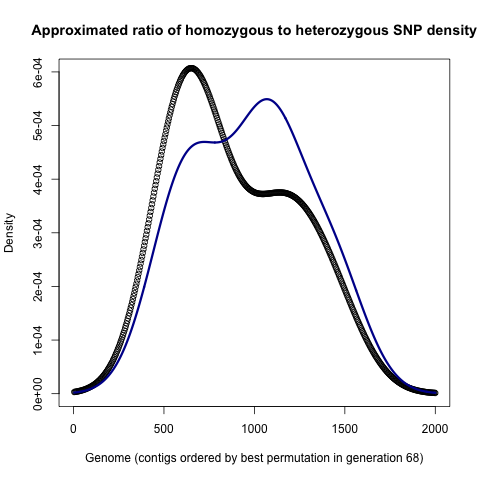 Approximated ratio of homozygous to heterozygous SNP density
6e-04
5e-04
4e-04
3e-04
2e-04
1e-04
0e+00
Density
0 500 1000 1500 2000
Genome (contigs ordered by best permutation in generation 68)